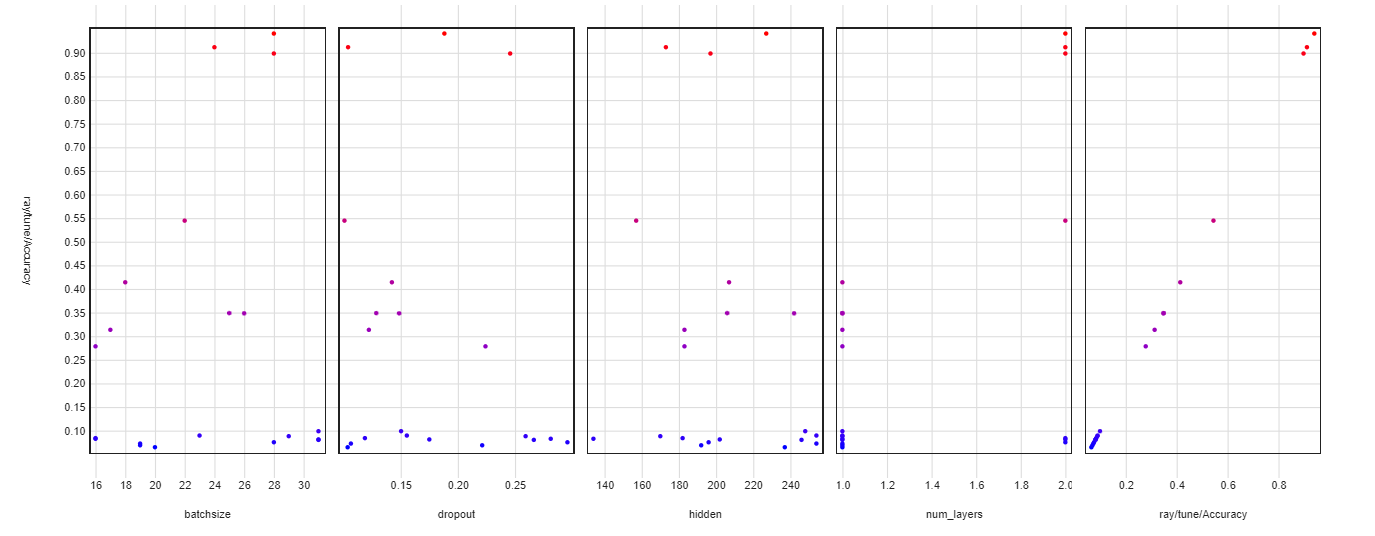 ray/tune/Accuracy
0.90
0.85
0.80
0.75
0.70
0.65
0.60
0.55
0.50
0.45
0.40
0.35
0.30
0.25
0.20
0.15
0.10
16 18 20 22 24 26 28 30
0.15 0.20 0.25
140 160 180 200 220 240
1.0 1.2 1.4 1.6 1.8 2.0
0.2 0.4 0.6 0.8
batchsize
dropout
hidden
num_layers
ray/tune/Accuracy